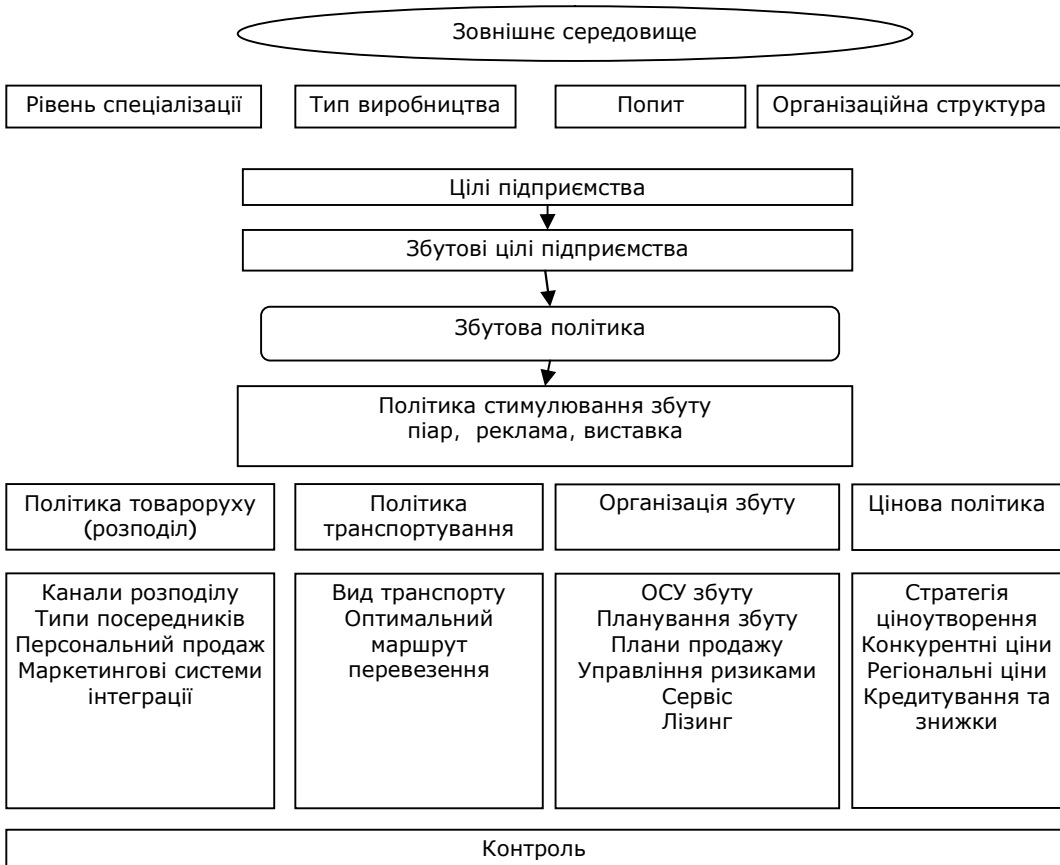 Зовнішнє середовище
Рівень спеціалізації
Тип виробництва
Попит
Організаційна структура
Цілі підприємства
Збутові цілі підприємства
Збутова політика
Політика стимулювання збуту
піар, реклама, виставка
Політика товароруху
(розподіл)
Політика
транспортування
Організація збуту
Цінова політика
Канали розподілу
Типи посередників
Персональний продаж
Маркетингові системи
інтеграції
Вид транспорту
Оптимальний
маршрут
перевезення
ОСУ збуту
Планування збуту
Плани продажу
Управління ризиками
Сервіс
Лізинг
Стратегія
ціноутворення
Конкурентні ціни
Регіональні ціни
Кредитування та
знижки
Контроль